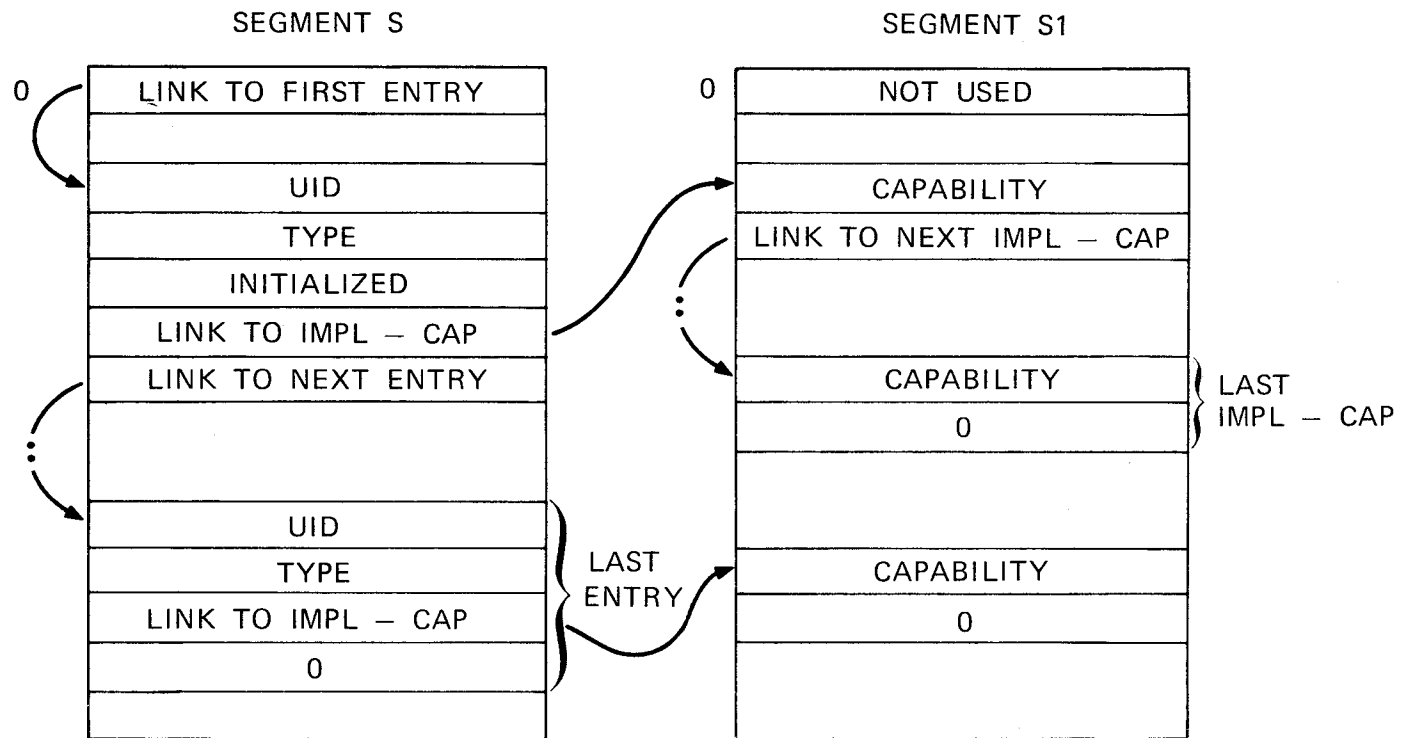 SEGMENT S
0
LINK TO FIRST ENTRY
UID
TYPE
INITIALIZED
LINK TO IMPL – CAP
LINK TO NEXT ENTRY
UID
TYPE
LINK TO IMPL – CAP
0
LAST
ENTRY
SEGMENT S1
0
NOT USED
CAPABILITY
LINK TO NEXT IMPL – CAP
CAPABILITY
0
LAST
IMPL – CAP
CAPABILITY
0